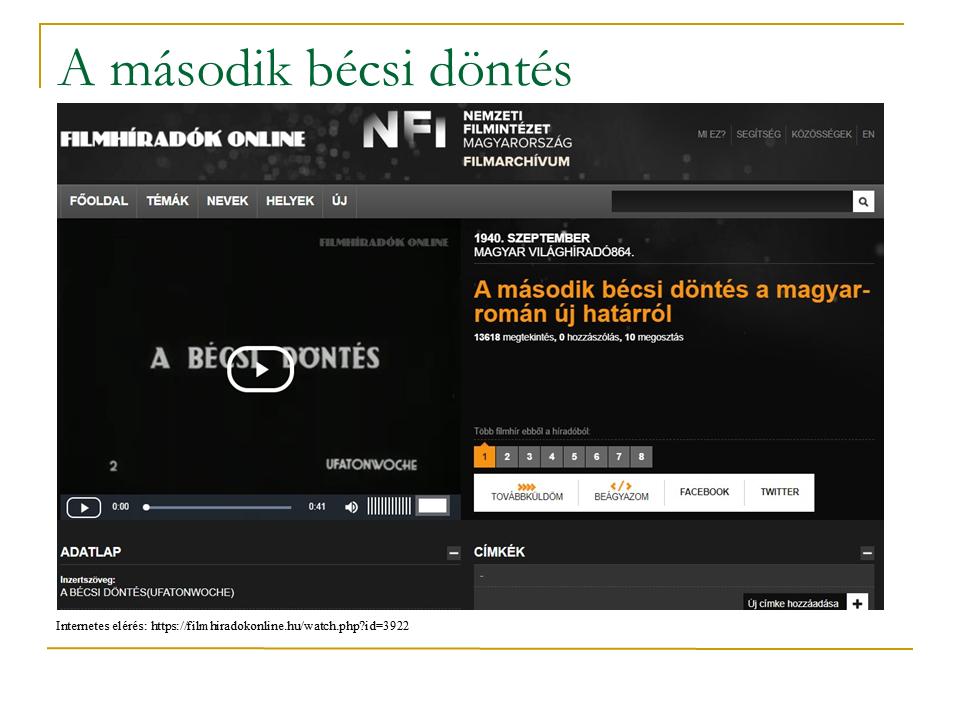 A második bécsi döntés
FILMHÍRADÓK ONLINE
NFI
NEMZETI
FILMINTÉZET
MAGYARORSZÁG
FILMARCHÍVUM
MI EZ? SEGÍTSÉG KÖZÖSSÉGEK EN
FŐOLDAL TÉMÁK NEVEK HELYEK ÚJ
FILMHÍRADÓK ONLINE
A BÉCSI DÖNTÉS
2 UFATONWOCHE
0:00 0:41
1940. SZEPTEMBER
MAGYAR VILÁGHÍRADÓ864.
A második bécsi döntés a magyar-
román új határról
13618 megtekintés, 0 hozzászólás, 10 megosztás
Több filmhír ebből a híradóból:
1 2 3 4 5 6 7 8
TOVÁBBKÜLDÖM BEÁGYAZOM FACEBOOK TWITTER
ADATLAP
Inzertszöveg:
A BÉCSI DÖNTÉS(UFATONWOCHE)
CÍMKÉK
-
Új címke hozzáadása
Internetes elérés: https://filmhiradokonline.hu/watch.php?id=3922